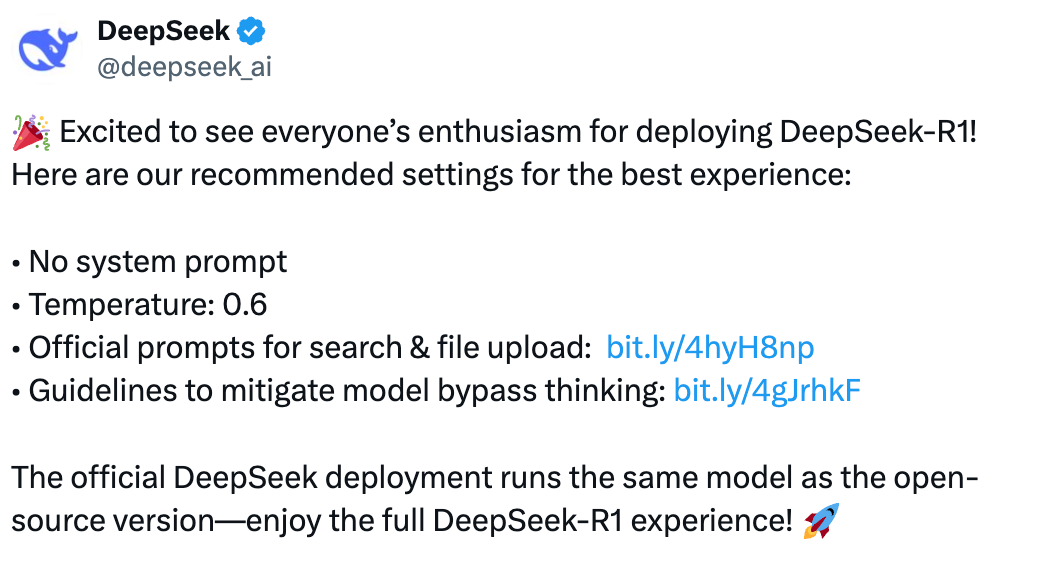 DeepSeek
@deepseek_ai
🎉 Excited to see everyone’s enthusiasm for deploying DeepSeek-R1!
Here are our recommended settings for the best experience:
• No system prompt
• Temperature: 0.6
• Official prompts for search & file upload: bit.ly/4hyH8np
• Guidelines to mitigate model bypass thinking: bit.ly/4gJrhkF
The official DeepSeek deployment runs the same model as the open-
source version—enjoy the full DeepSeek-R1 experience! 🚀